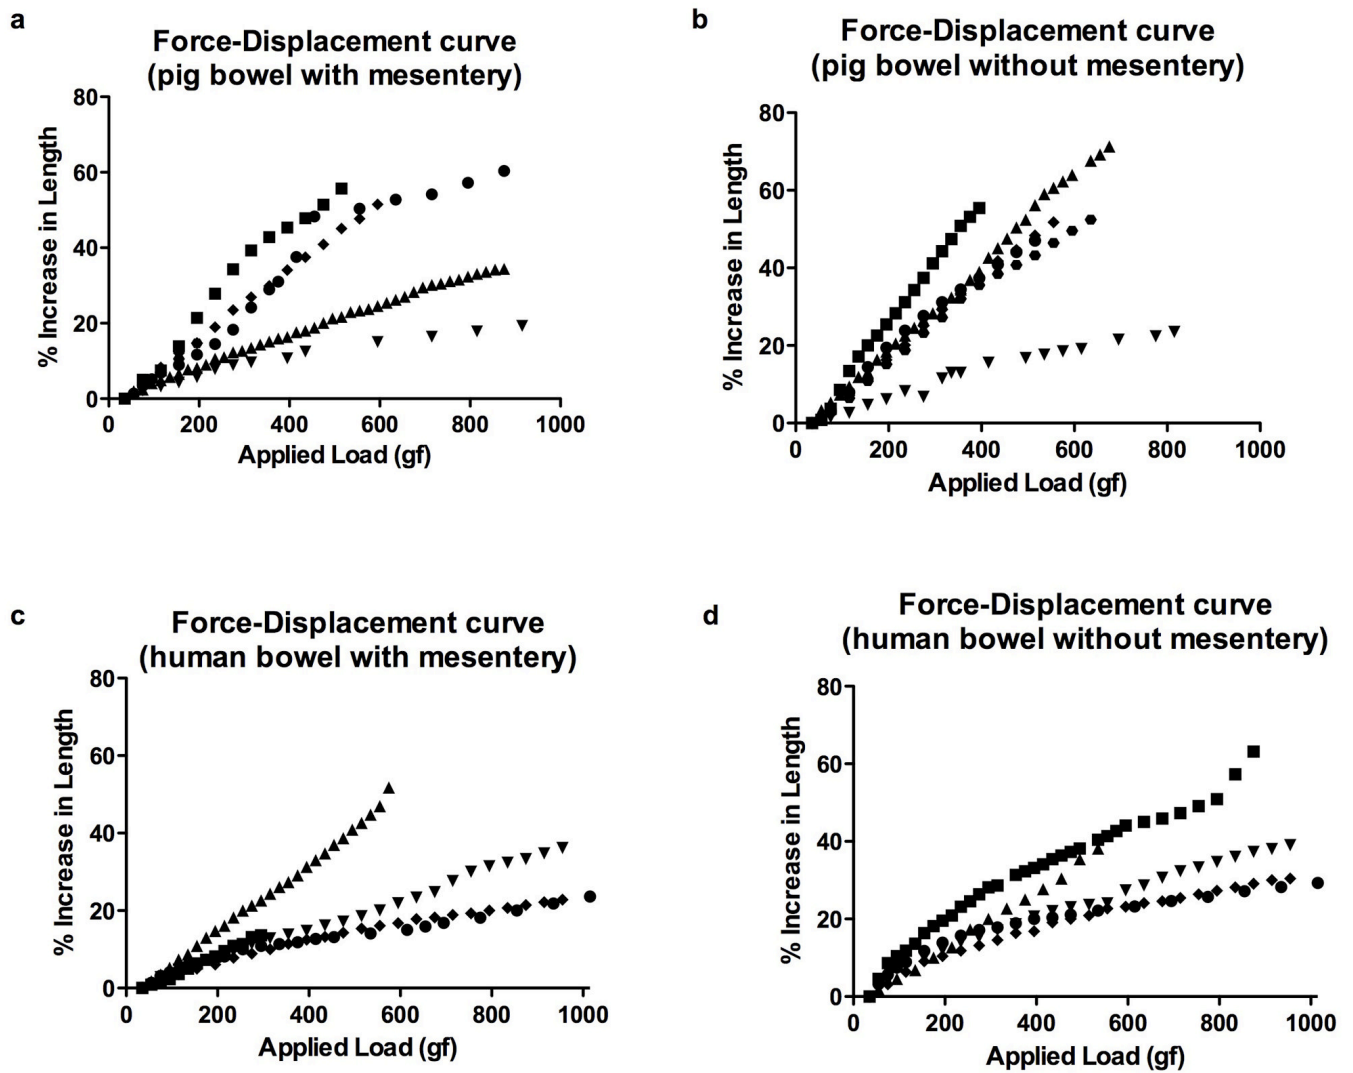 a
Force-Displacement curve
(pig bowel with mesentery)
80
60
40
20
0
% Increase in Length
0 200 400 600 800 1000
Applied Load (gf)
b
Force-Displacement curve
(pig bowel without mesentery)
80
60
40
20
0
% Increase in Length
0 200 400 600 800 1000
Applied Load (gf)
c
Force-Displacement curve
(human bowel with mesentery)
80
60
40
20
0
% Increase in Length
0 200 400 600 800 1000
Applied Load (gf)
d
Force-Displacement curve
(human bowel without mesentery)
80
60
40
20
0
% Increase in Length
0 200 400 600 800 1000
Applied Load (gf)